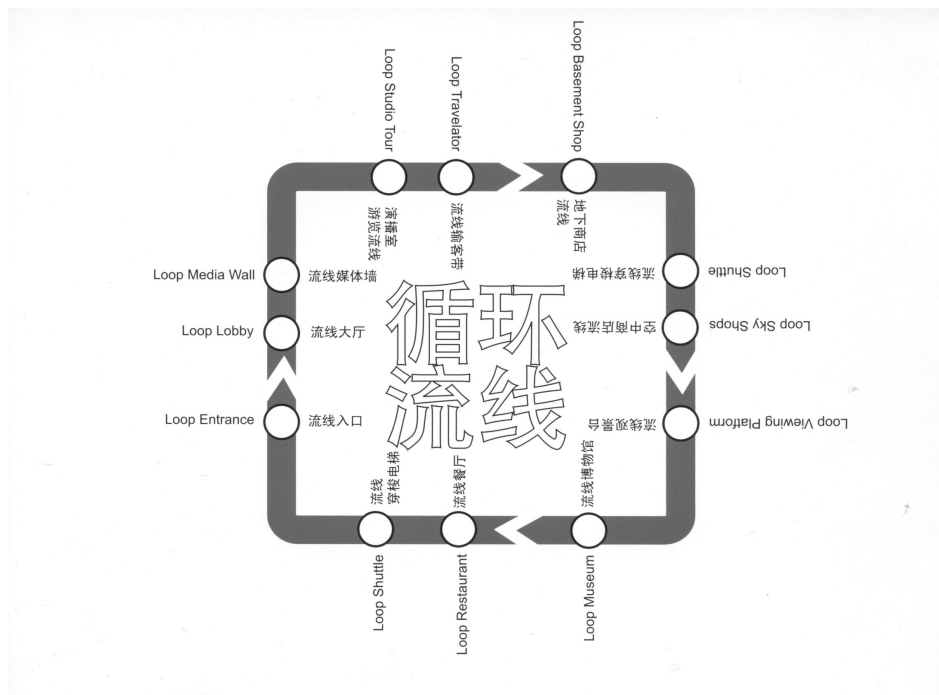 Loop Studio Tour
演播室
游览流线
Loop Travelator
流线输客带
Loop Basement Shop
地下商店
流线
Loop Shuttle
流线穿梭电梯
Loop Sky Shops
空中商店流线
Loop Viewing Platform
流线观景台
Loop Museum
流线博物馆
Loop Restaurant
流线餐厅
Loop Shuttle
流线
穿梭电梯
Loop Entrance
流线入口
Loop Lobby
流线大厅
Loop Media Wall
流线媒体墙
循环
流线